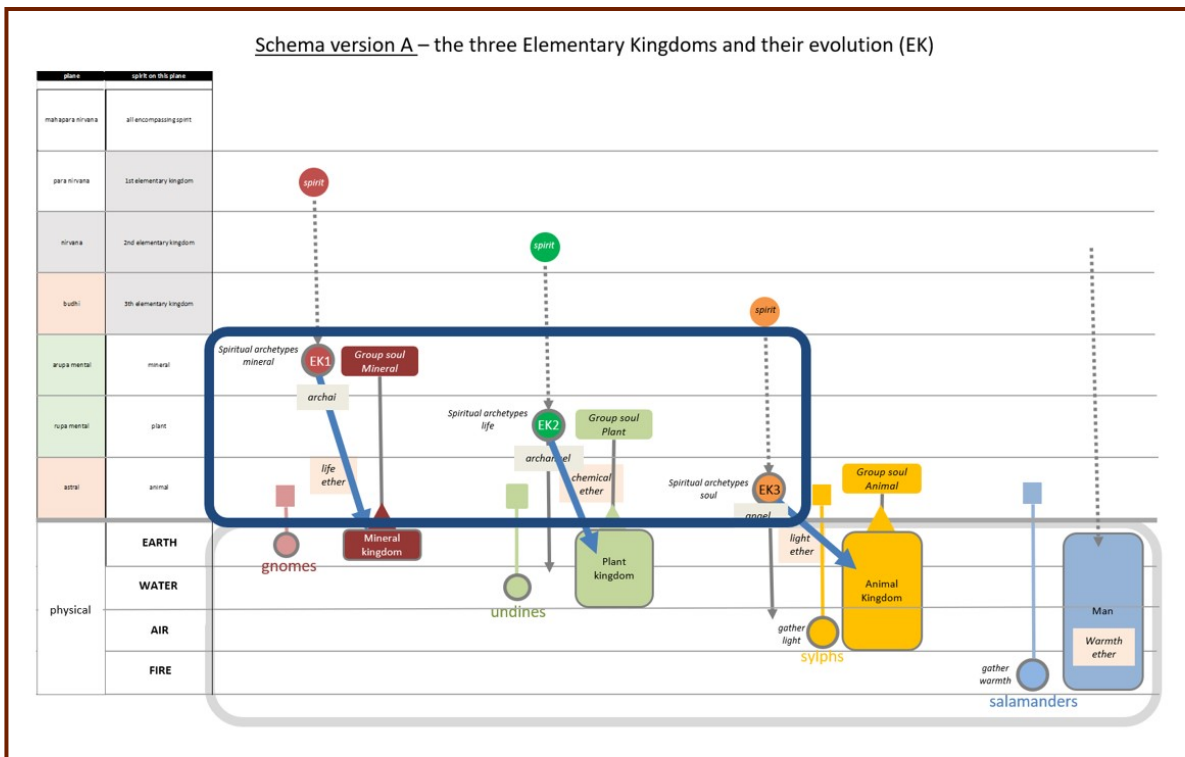 Schema version A – the three Elementary Kingdoms and their evolution (EK)
plane
spirit on this plane
mahapara nirvana
all encompassing spirit
para nirvana
1st elementary kingdom
spirit
nirvana
2nd elementary kingdom
spirit
budhi
3th elementary kingdom
spirit
arupa mental
mineral
Spiritual archetypes
mineral
EK1
Group soul
Mineral
archai
rupa mental
plant
Spiritual archetypes
life
EK2
Group soul
Plant
archangel
life
ether
chemical
ether
astral
animal
Spiritual archetypes
soul
EK3
Group soul
Animal
angel
EARTH
gnomes
Mineral
kingdom
light
ether
WATER
undines
Plant
kingdom
Animal
Kingdom
physical
AIR
gather
light
sylphs
Man
Warmth
ether
FIRE
gather
warmth
salamanders